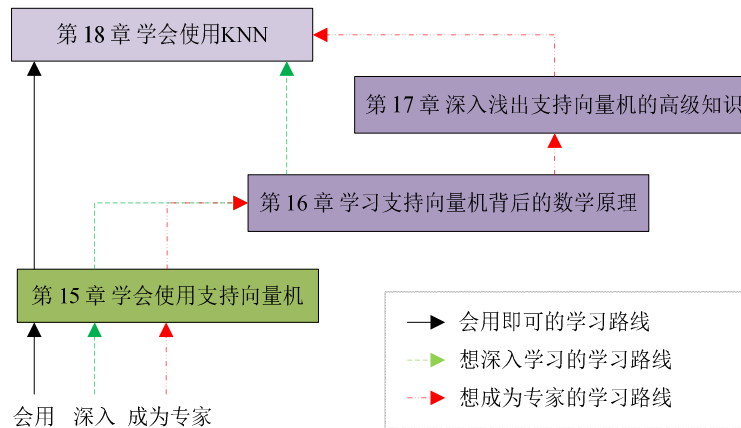 第 18 章 学会使用KNN
第 17 章 深入浅出支持向量机的高级知识
第 16 章 学习支持向量机背后的数学原理
第 15 章 学会使用支持向量机
会用即可的学习路线
想深入学习的学习路线
想成为专家的学习路线
会用 深入 成为专家